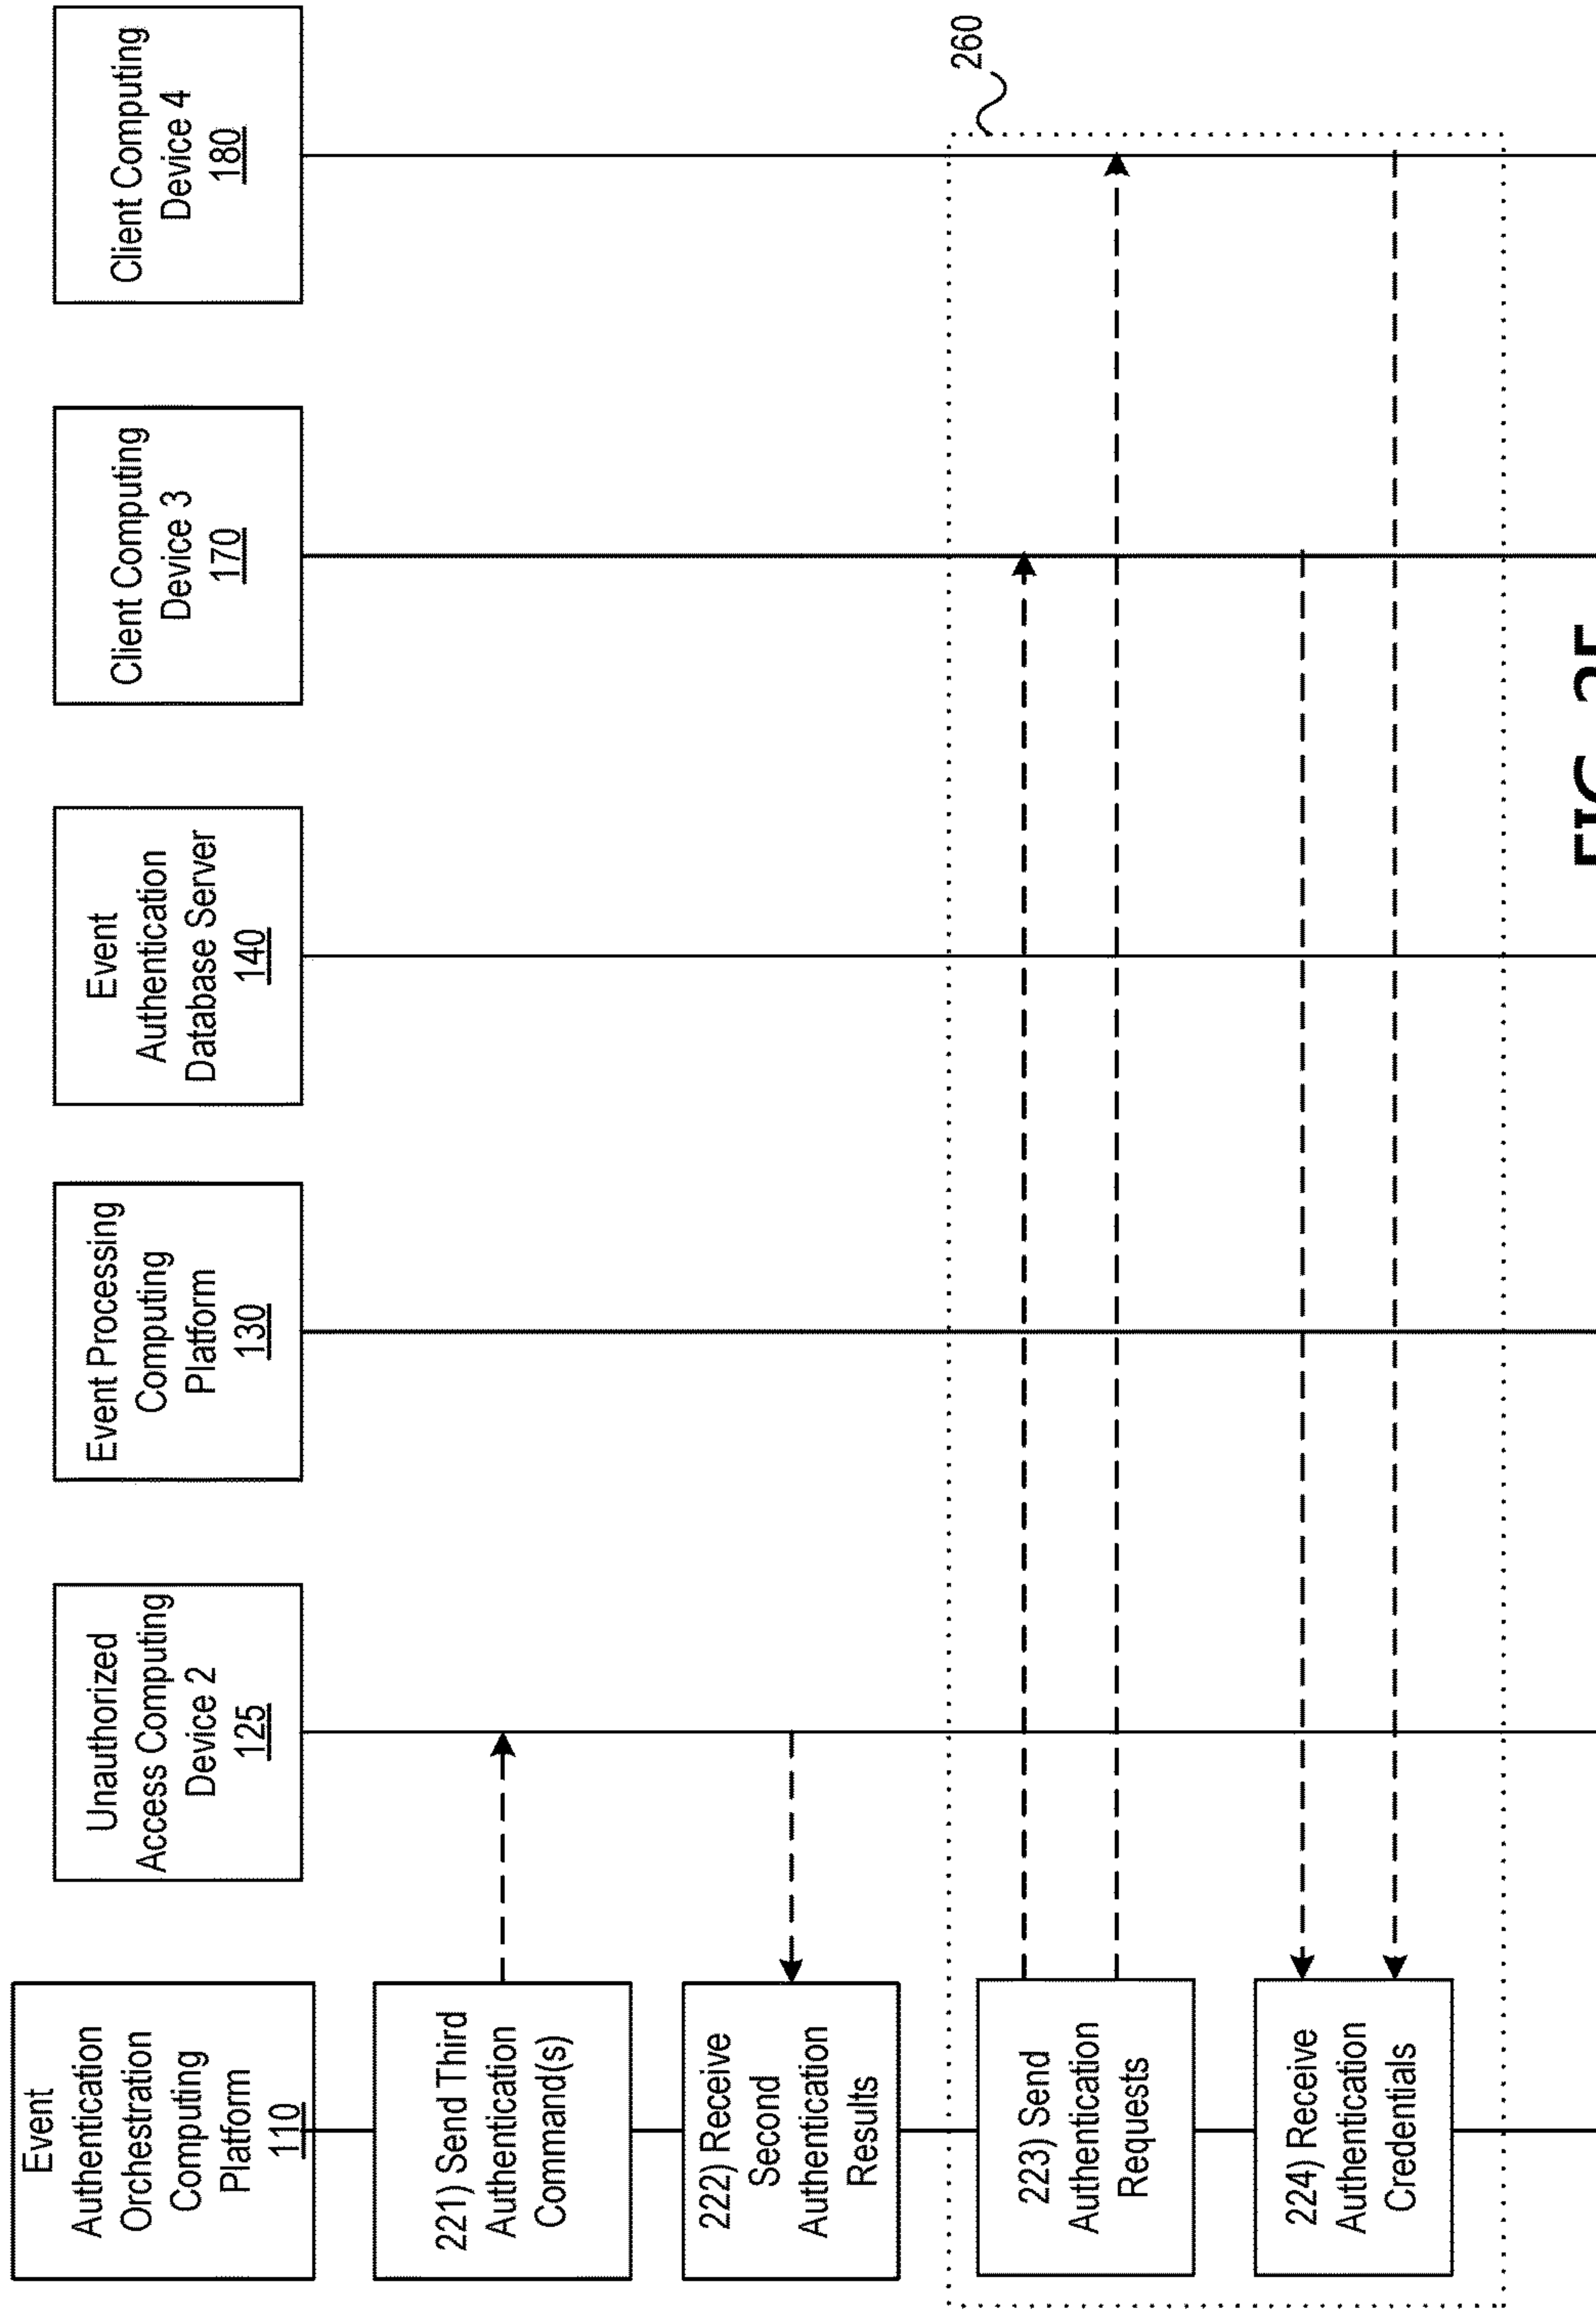 Event
Authentication
Orchestration
Computing
Platform
110
Unauthorized
Access Computing
Device 2
125
Event Processing
Computing
Platform
130
Event
Authentication
Database Server
140
Client Computing
Device 3
170
Client Computing
Device 4
180
221) Send Third
Authentication
Command(s)
222) Receive
Second
Authentication
Results
260
223) Send
Authentication
Requests
224) Receive
Authentication
Credentials
FIG.